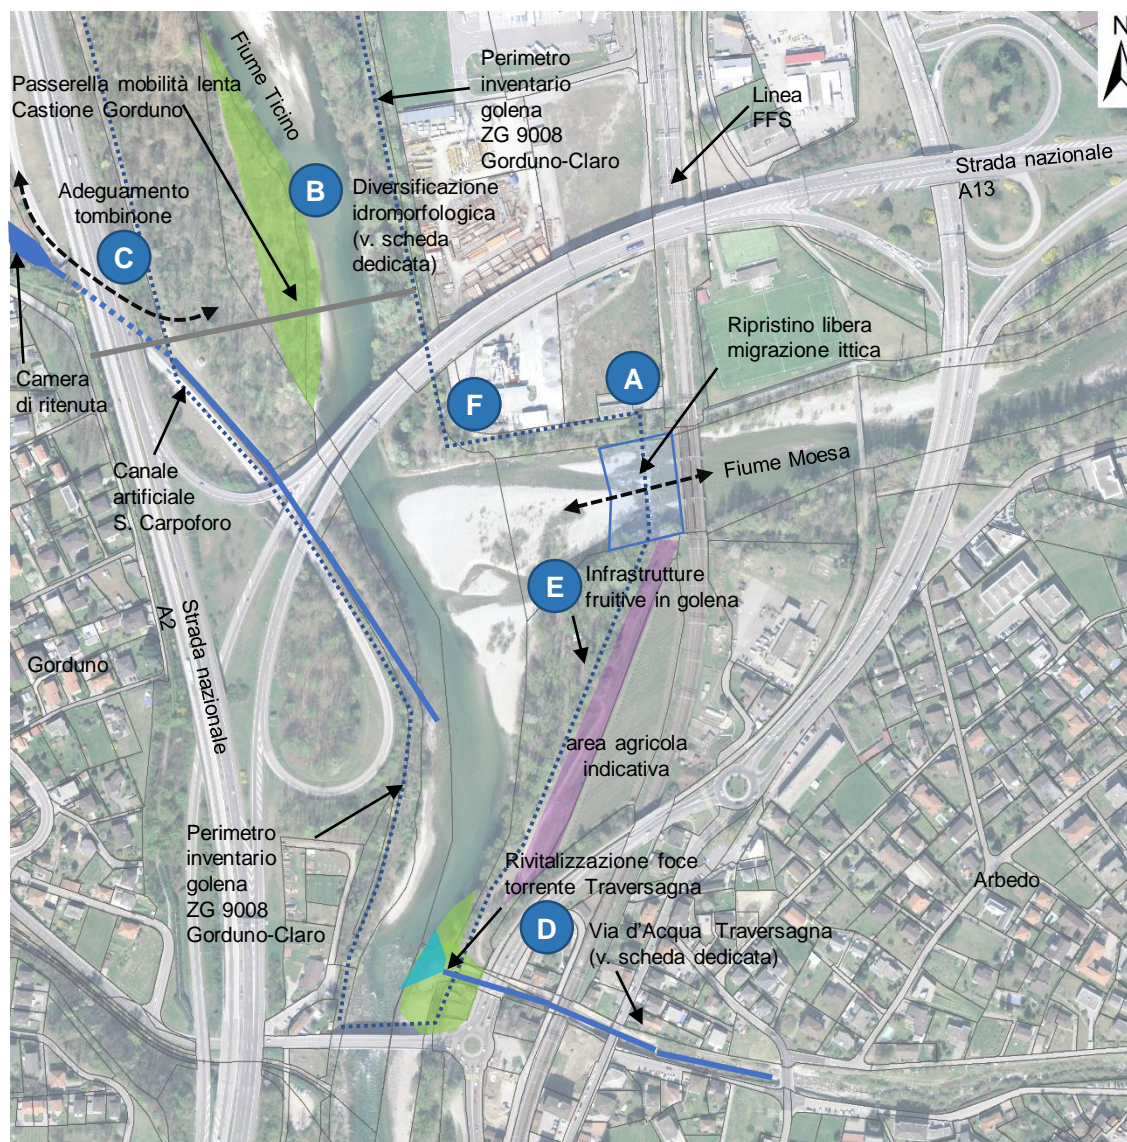 N
Fiume Ticino
Passerella mobilità lenta
Castione Gorduno
Perimetro
inventario
golena
ZG 9008
Gorduno-Claro
Linea
FFS
Strada nazionale
A13
B
Diversificazione
idromorfologica
(v. scheda
dedicata)
Adeguamento
tombinone
C
Camera
di ritenuta
Ripristino libera
migrazione ittica
A
F
Canale
artificiale
S. Carpoforo
Fiume Moesa
E
Infrastrutture
fruitive in golena
Strada nazionale
A2
Gorduno
area agricola
indicativa
Perimetro
inventario
golena
ZG 9008
Gorduno-Claro
Rivitalizzazione foce
torrente Traversagna
Arbedo
D
Via d'Acqua Traversagna
(v. scheda dedicata)